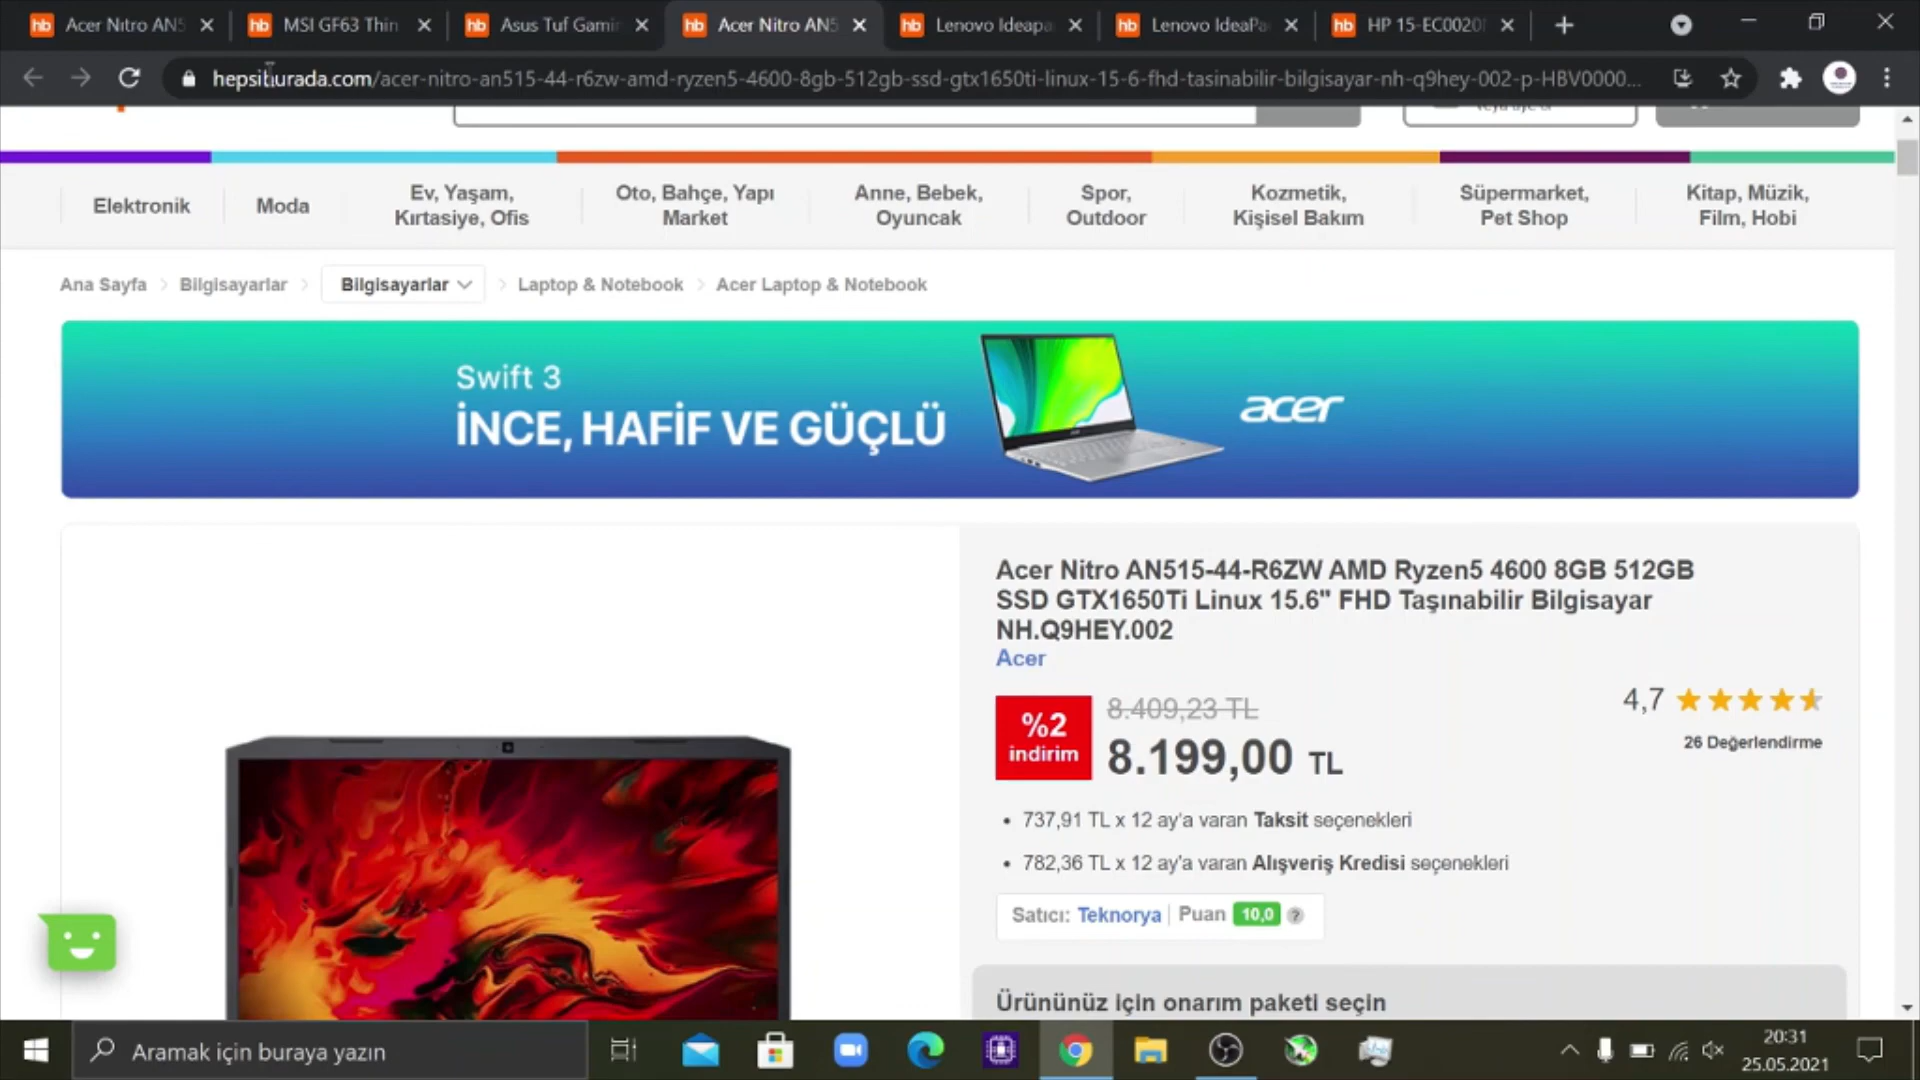 hb Acer Nitro AN5
hb MSI GF63 Thin
hb Asus Tuf Gamin
hb Acer Nitro AN5
hb Lenovo Ideapa
hb Lenovo IdeaPa
hb HP 15-EC0020
hepsiburada.com/acer-nitro-an515-44-r6zw-amd-ryzen5-4600-8gb-512gb-ssd-gtx1650ti-linux-15-6-fhd-tasinabilir-bilgisayar-nh-q9hey-002-p-HBV0000...
Elektronik
Moda
Ev, Yaşam,
Kırtasiye, Ofis
Oto, Bahçe, Yapı
Market
Anne, Bebek,
Oyuncak
Spor,
Outdoor
Kozmetik,
Kişisel Bakım
Süpermarket,
Pet Shop
Kitap, Müzik,
Film, Hobi
Ana Sayfa > Bilgisayarlar > Bilgisayarlar > Laptop & Notebook > Acer Laptop & Notebook
Swift 3
İNCE, HAFİF VE GÜÇLÜ
acer
Acer Nitro AN515-44-R6ZW AMD Ryzen5 4600 8GB 512GB
SSD GTX1650Ti Linux 15.6" FHD Taşınabilir Bilgisayar
NH.Q9HEY.002
Acer
%2
indirim
8.409,23 TL
8.199,00 TL
4,7
26 Değerlendirme
• 737,91 TL x 12 ay'a varan Taksit seçenekleri
• 782,36 TL x 12 ay'a varan Alışveriş Kredisi seçenekleri
Satıcı: Teknorya | Puan 10,0 ?
Ürününüz için onarım paketi seçin
Aramak için buraya yazın
20:31
25.05.2021